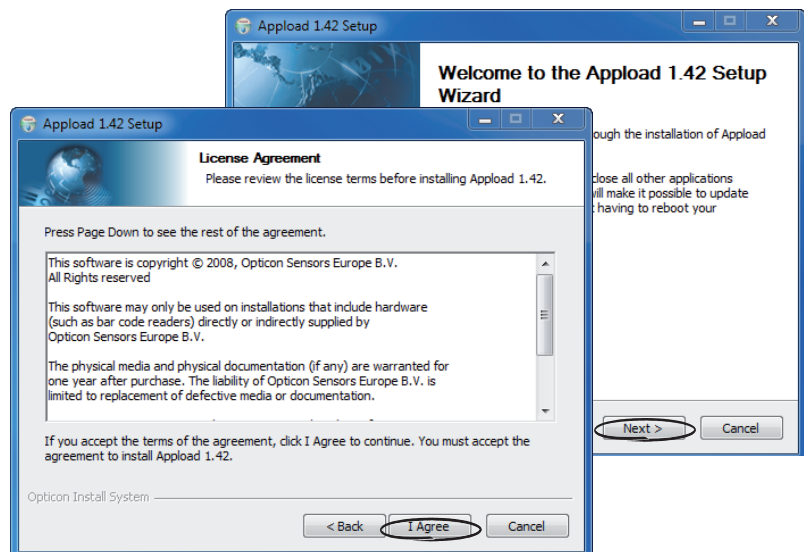 Appload 1.42 Setup
Welcome to the Appload 1.42 Setup
Wizard
ough the installation of Appload
close all other applications
will make it possible to update
having to reboot your
Next >
Cancel
Appload 1.42 Setup
License Agreement
Please review the license terms before installing Appload 1.42.
Press Page Down to see the rest of the agreement.
This software is copyright © 2008, Opticon Sensors Europe B.V.
All Rights reserved
This software may only be used on installations that include hardware
(such as bar code readers) directly or indirectly supplied by
Opticon Sensors Europe B.V.
The physical media and physical documentation (if any) are warranted for
one year after purchase. The liability of Opticon Sensors Europe B.V. is
limited to replacement of defective media or documentation.
If you accept the terms of the agreement, click I Agree to continue. You must accept the
agreement to install Appload 1.42.
Opticon Install System
< Back
I Agree
Cancel